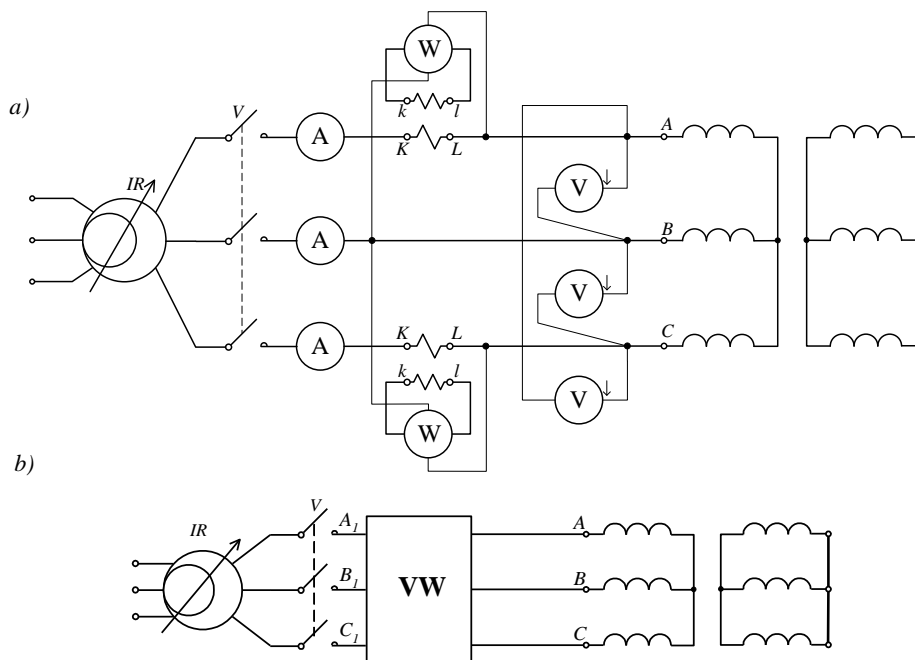 a)
W
k l
V A K L A
IR V
A B
V
A K L C
k l
V
W
b)
V
IR A1 A
B1 VW B
C1 C